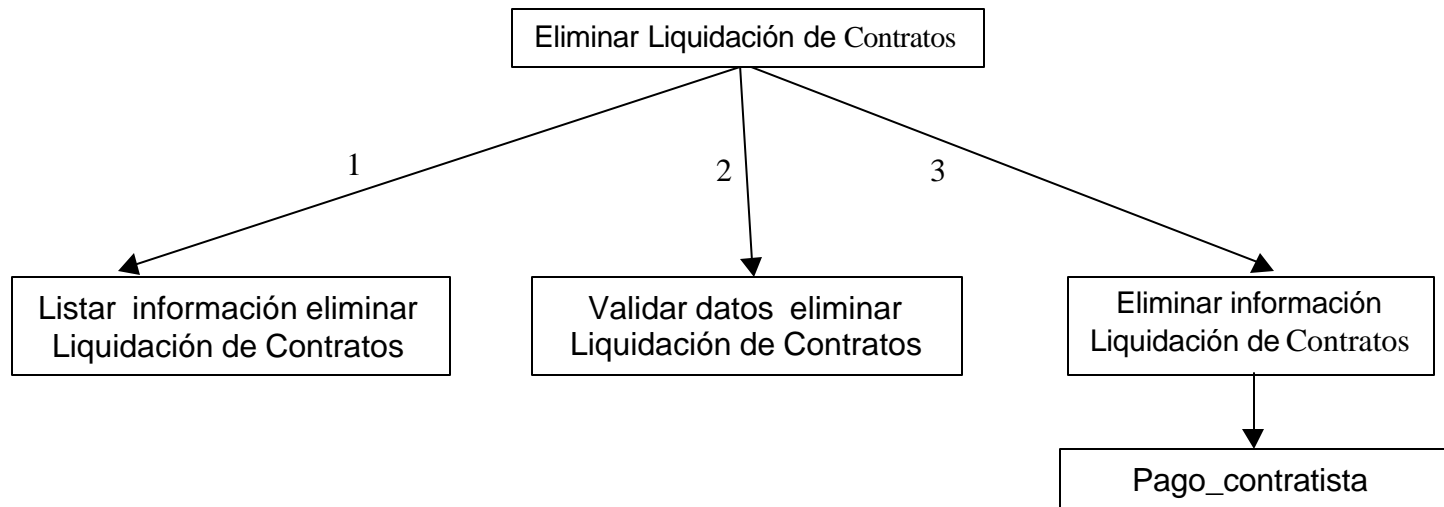 Eliminar Liquidación de Contratos
1
2
3
Listar información eliminar
Liquidación de Contratos
Validar datos eliminar
Liquidación de Contratos
Eliminar información
Liquidación de Contratos
Pago_contratista